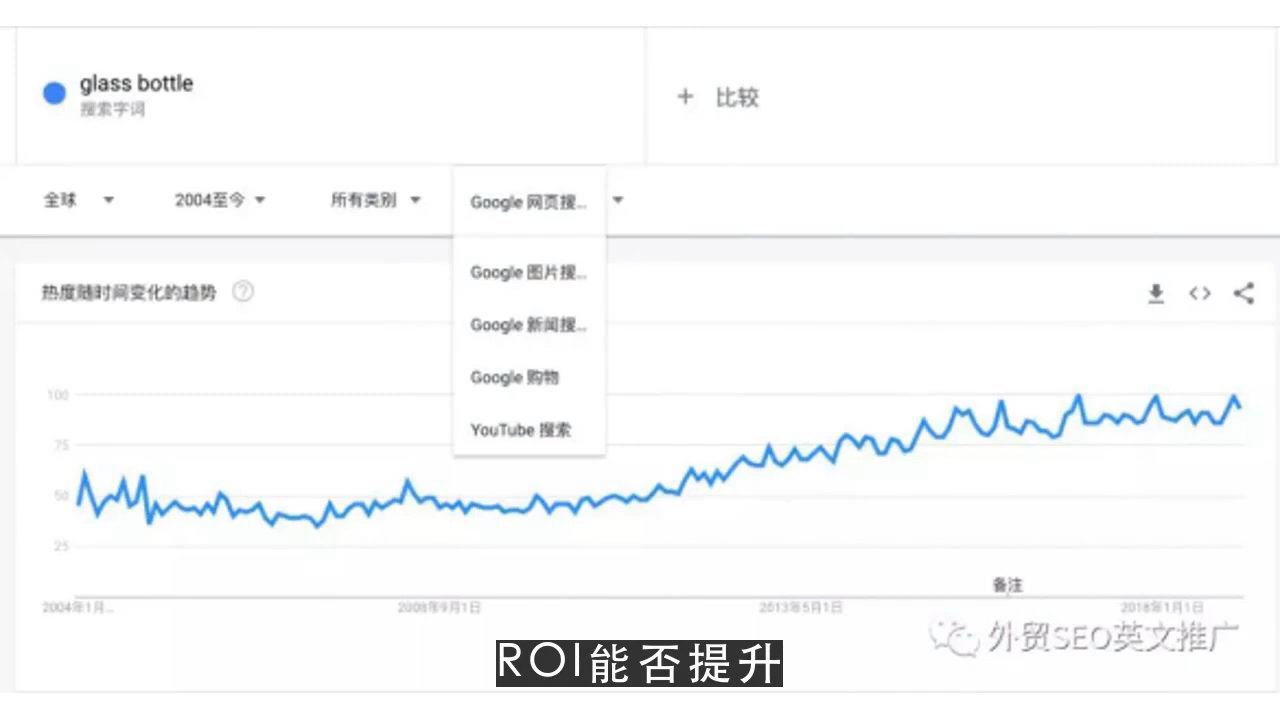 glass bottle
搜索字词
+ 比较
全球
2004至今
所有类别
Google 网页搜...
Google 图片搜...
Google 新闻搜...
Google 购物
YouTube 搜索
热度随时间变化的趋势
100
75
50
25
备注
2004年1月...
2008年9月1日
2013年5月1日
2018年1月1日
外贸SEO英文推广
ROI能否提升